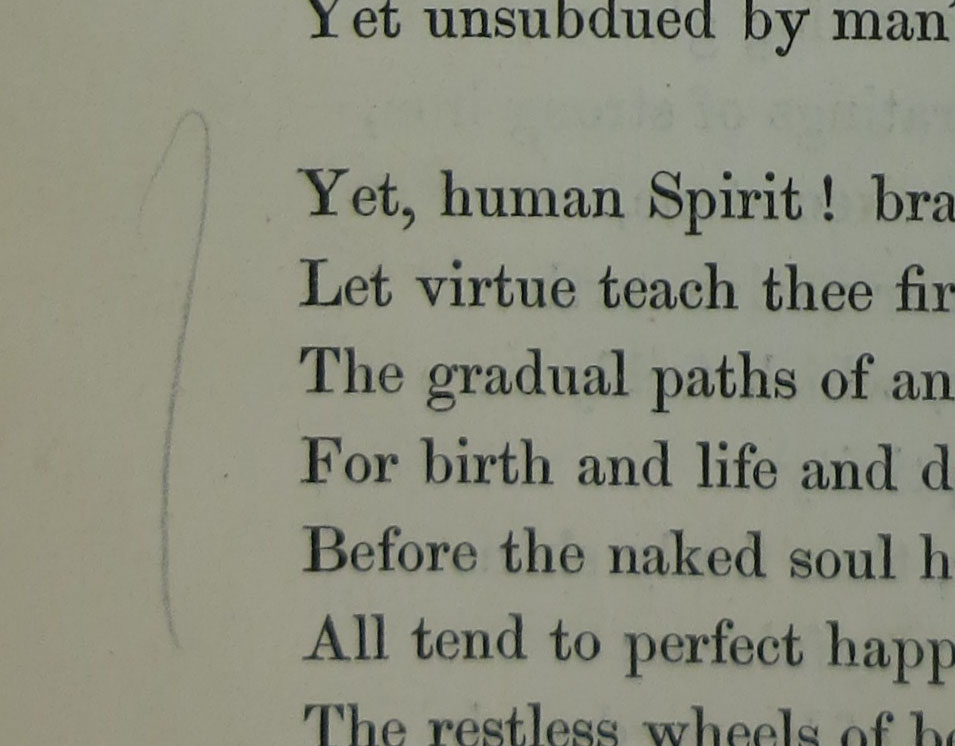 Yet unsubdued by man'
Yet, human Spirit! bra
Let virtue teach thee fir
The gradual paths of an
For birth and life and d
Before the naked soul h
All tend to perfect happ
The restless wheels of be